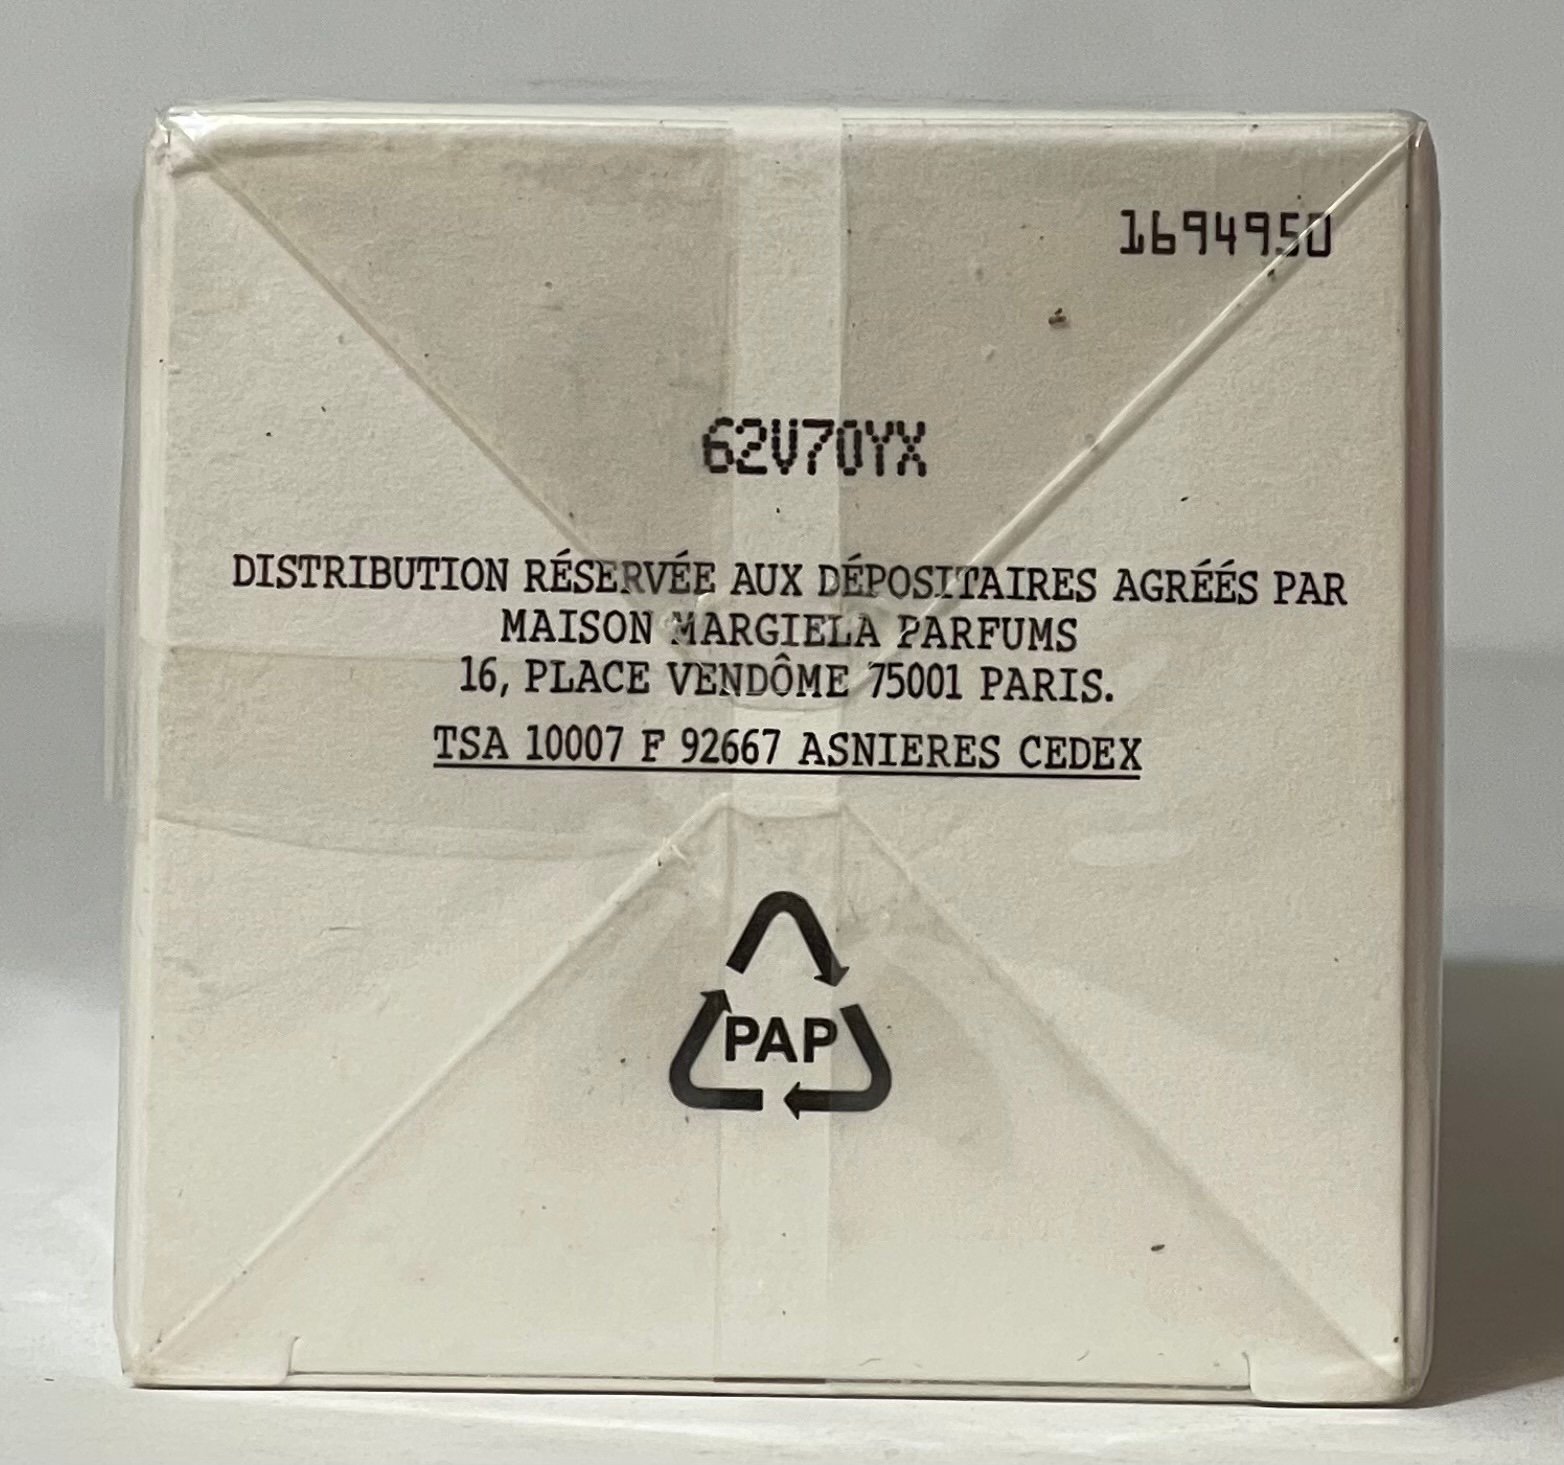 1694950
62V70YX
DISTRIBUTION RÉSERVÉE AUX DÉPOSITAIRES AGRÉÉS PAR
MAISON MARGIELA PARFUMS
16, PLACE VENDÔME 75001 PARIS.
TSA 10007 F 92667 ASNIERES CEDEX
PAP